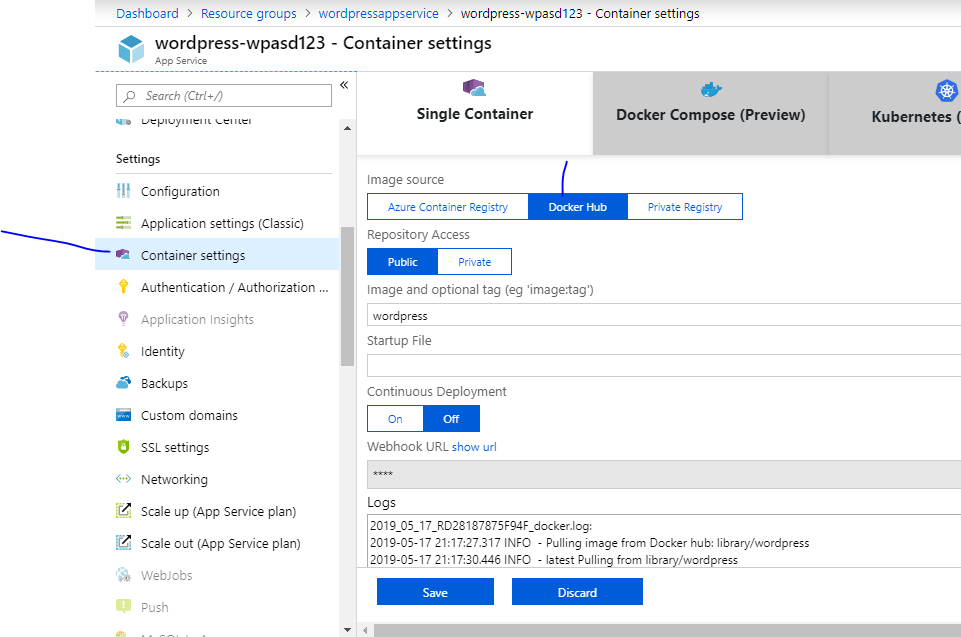 Dashboard > Resource groups > wordpressappservice > wordpress-wpasd123 - Container settings
wordpress-wpasd123 - Container settings
App Service
Search (Ctrl+/)
Deployment Center
Settings
Configuration
Application settings (Classic)
Container settings
Authentication / Authorization ...
Application Insights
Identity
Backups
Custom domains
SSL settings
Networking
Scale up (App Service plan)
Scale out (App Service plan)
WebJobs
Push
Single Container
Docker Compose (Preview)
Kubernetes (
Image source
Azure Container Registry
Docker Hub
Private Registry
Repository Access
Public
Private
Image and optional tag (eg 'image:tag')
wordpress
Startup File
Continuous Deployment
On
Off
Webhook URL show url
****
Logs
2019_05_17_RD28187875F94F_docker.log:
2019-05-17 21:17:27.317 INFO - Pulling image from Docker hub: library/wordpress
2019-05-17 21:17:30.446 INFO - latest Pulling from library/wordpress
Save
Discard